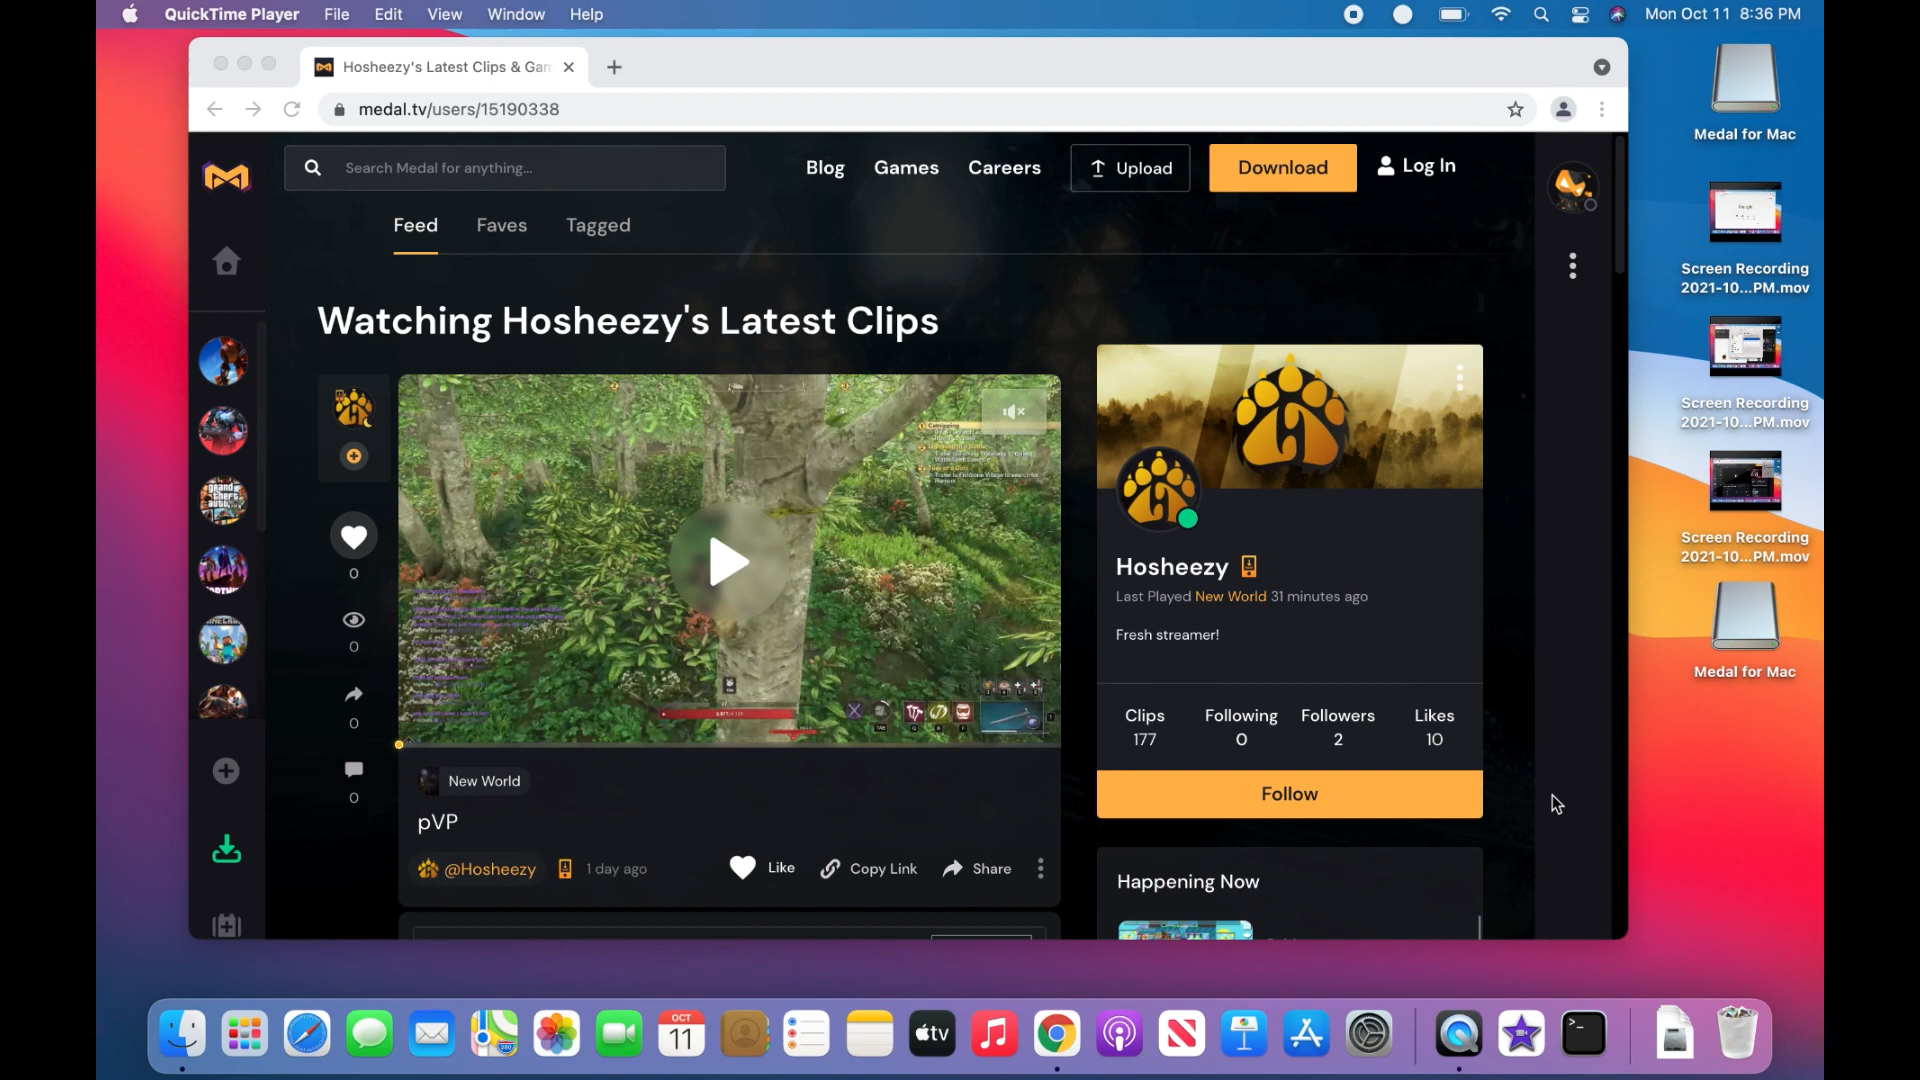 QuickTime Player File Edit View Window Help Mon Oct 11 8:36 PM
Hosheezy's Latest Clips & Gam
medal.tv/users/15190338
Search Medal for anything...
Blog Games Careers Upload Download Log In
Feed Faves Tagged
Watching Hosheezy's Latest Clips
0
0
0
0
New World
pVP
@Hosheezy 1 day ago Like Copy Link Share
Hosheezy
Last Played New World 31 minutes ago
Fresh streamer!
Clips Following Followers Likes
177 0 2 10
Follow
Happening Now
Medal for Mac
Screen Recording
2021-10...PM.mov
Screen Recording
2021-10...PM.mov
Screen Recording
2021-10...PM.mov
Medal for Mac
OCT
11
tv